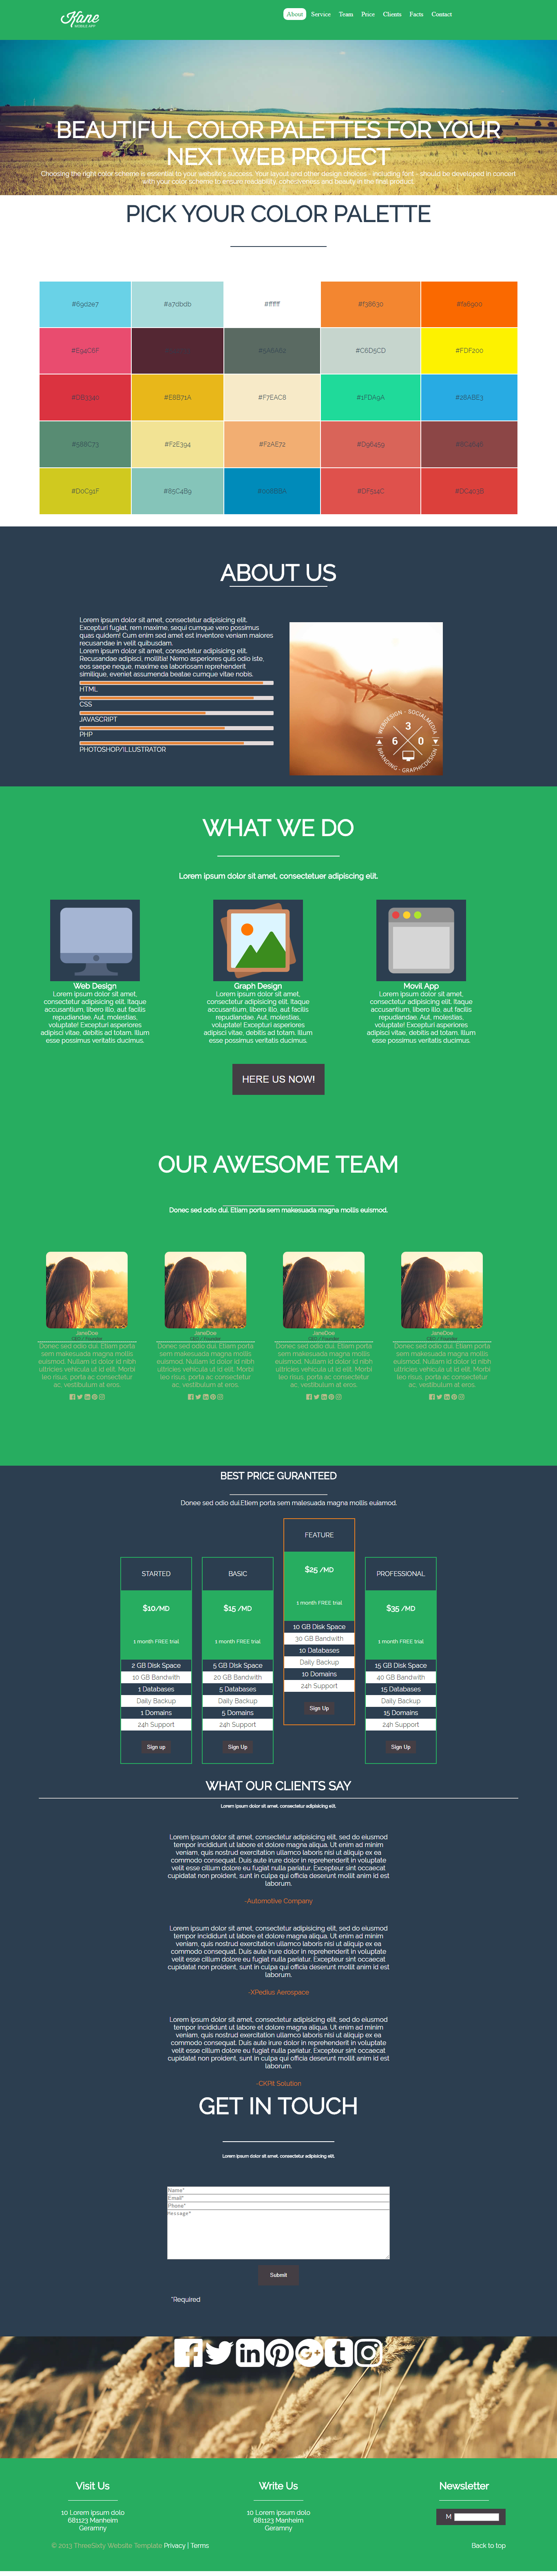 Kane
MOBILE APP
About Service Team Price Clients Facts Contact
BEAUTIFUL COLOR PALETTES FOR YOUR
NEXT WEB PROJECT
Choosing the right color scheme is essential to your website's success. Your layout and other design choices - including font - should be developed in concert
with your color scheme to ensure readability, cohesiveness and beauty in the final product.
PICK YOUR COLOR PALETTE
#69d2e7 #a7dbdb #ffffff #f38630 #fa6900
#E94C6F #C6D5CD #FDF200
#E8B71A #F7EAC8 #1FDA9A #28ABE3
#588C73 #F2E394 #F2AE72 #D96459
#D0C91F #85C4B9 #008BBA #DF514C #DC403B
ABOUT US
Lorem ipsum dolor sit amet, consectetur adipisicing elit.
Excepturi fugiat, rem maxime, sequi cumque vero possimus
quas quidem! Cum enim sed amet est inventore veniam maiores
recusandae in velit quibusdam.
Lorem ipsum dolor sit amet, consectetur adipisicing elit.
Recusandae adipisci, mollitia! Nemo asperiores quis odio iste,
eos saepe neque, maxime ea laboriosam reprehenderit
similique, eveniet assumenda beatae cumque vitae nobis.
HTML
CSS
JAVASCRIPT
PHP
PHOTOSHOP/ILLUSTRATOR
WEBDESIGN · SOCIALMEDIA
3
6 0
BRANDING · GRAPHICDESIGN
WHAT WE DO
Lorem ipsum dolor sit amet, consectetuer adipiscing elit.
Web Design
Lorem ipsum dolor sit amet,
consectetur adipisicing elit. Itaque
accusantium, libero illo, aut facilis
repudiandae. Aut, molestias,
voluptate! Excepturi asperiores
adipisci vitae, debitis ad totam. Illum
esse possimus veritatis ducimus.
Graph Design
Lorem ipsum dolor sit amet,
consectetur adipisicing elit. Itaque
accusantium, libero illo, aut facilis
repudiandae. Aut, molestias,
voluptate! Excepturi asperiores
adipisci vitae, debitis ad totam. Illum
esse possimus veritatis ducimus.
Movil App
Lorem ipsum dolor sit amet,
consectetur adipisicing elit. Itaque
accusantium, libero illo, aut facilis
repudiandae. Aut, molestias,
voluptate! Excepturi asperiores
adipisci vitae, debitis ad totam. Illum
esse possimus veritatis ducimus.
HERE US NOW!
OUR AWESOME TEAM
Donec sed odio dui. Etiam porta sem makesuada magna mollis euismod.
JaneDoe
CEO / Founder
Donec sed odio dui. Etiam porta
sem makesuada magna mollis
euismod. Nullam id dolor id nibh
ultricies vehicula ut id elit. Morbi
leo risus, porta ac consectetur
ac, vestibulum at eros.
JaneDoe
CEO / Founder
Donec sed odio dui. Etiam porta
sem makesuada magna mollis
euismod. Nullam id dolor id nibh
ultricies vehicula ut id elit. Morbi
leo risus, porta ac consectetur
ac, vestibulum at eros.
JaneDoe
CEO / Founder
Donec sed odio dui. Etiam porta
sem makesuada magna mollis
euismod. Nullam id dolor id nibh
ultricies vehicula ut id elit. Morbi
leo risus, porta ac consectetur
ac, vestibulum at eros.
JaneDoe
CEO / Founder
Donec sed odio dui. Etiam porta
sem makesuada magna mollis
euismod. Nullam id dolor id nibh
ultricies vehicula ut id elit. Morbi
leo risus, porta ac consectetur
ac, vestibulum at eros.
BEST PRICE GURANTEED
Donee sed odio dui.Etiem porta sem malesuada magna mollis euiamod.
STARTED
$10/MD
1 month FREE trial
2 GB Disk Space
10 GB Bandwith
1 Databases
Daily Backup
1 Domains
24h Support
Sign up
BASIC
$15 /MD
1 month FREE trial
5 GB Disk Space
20 GB Bandwith
5 Databases
Daily Backup
5 Domains
24h Support
Sign Up
FEATURE
$25 /MD
1 month FREE trial
10 GB Disk Space
30 GB Bandwith
10 Databases
Daily Backup
10 Domains
24h Support
Sign Up
PROFESSIONAL
$35 /MD
1 month FREE trial
15 GB Disk Space
40 GB Bandwith
15 Databases
Daily Backup
15 Domains
24h Support
Sign Up
WHAT OUR CLIENTS SAY
Lorem ipsum dolor sit amet, consectetur adipisicing elit.
Lorem ipsum dolor sit amet, consectetur adipisicing elit, sed do eiusmod
tempor incididunt ut labore et dolore magna aliqua. Ut enim ad minim
veniam, quis nostrud exercitation ullamco laboris nisi ut aliquip ex ea
commodo consequat. Duis aute irure dolor in reprehenderit in voluptate
velit esse cillum dolore eu fugiat nulla pariatur. Excepteur sint occaecat
cupidatat non proident, sunt in culpa qui officia deserunt mollit anim id est
laborum.
-Automotive Company
Lorem ipsum dolor sit amet, consectetur adipisicing elit, sed do eiusmod
tempor incididunt ut labore et dolore magna aliqua. Ut enim ad minim
veniam, quis nostrud exercitation ullamco laboris nisi ut aliquip ex ea
commodo consequat. Duis aute irure dolor in reprehenderit in voluptate
velit esse cillum dolore eu fugiat nulla pariatur. Excepteur sint occaecat
cupidatat non proident, sunt in culpa qui officia deserunt mollit anim id est
laborum.
-XPedius Aerospace
Lorem ipsum dolor sit amet, consectetur adipisicing elit, sed do eiusmod
tempor incididunt ut labore et dolore magna aliqua. Ut enim ad minim
veniam, quis nostrud exercitation ullamco laboris nisi ut aliquip ex ea
commodo consequat. Duis aute irure dolor in reprehenderit in voluptate
velit esse cillum dolore eu fugiat nulla pariatur. Excepteur sint occaecat
cupidatat non proident, sunt in culpa qui officia deserunt mollit anim id est
laborum.
-CKPit Solution
GET IN TOUCH
Lorem ipsum dolor sit amet, consectetur adipisicing elit.
Name*
Email*
Phone*
Message*
Submit
*Required
Visit Us
10 Lorem ipsum dolo
681123 Manheim
Geramny
Write Us
10 Lorem ipsum dolo
681123 Manheim
Geramny
Newsletter
M
© 2013 ThreeSixty Website Template Privacy | Terms
Back to top